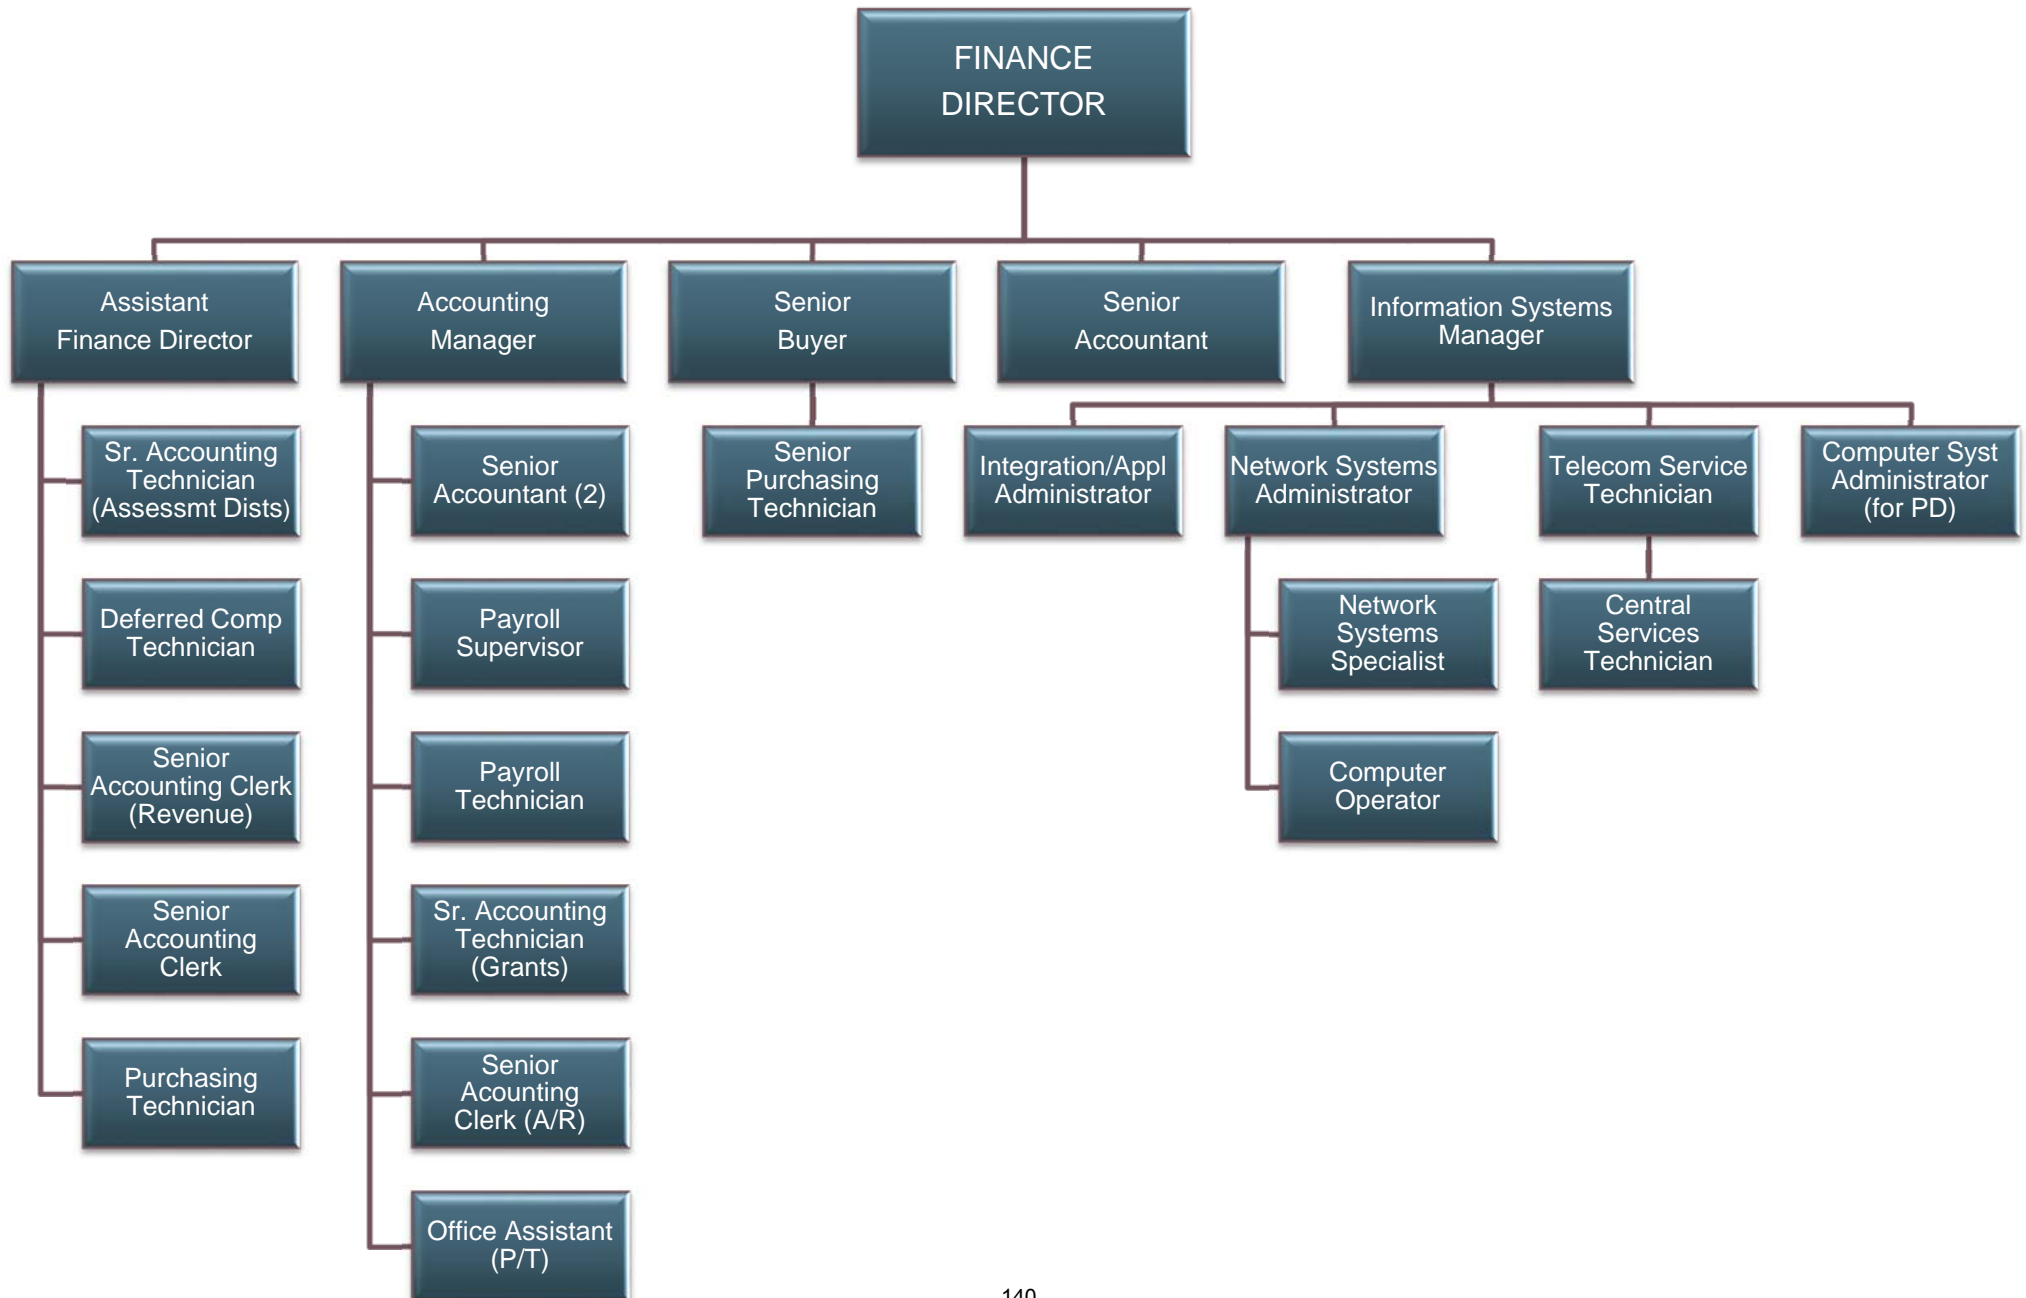 FINANCE
DIRECTOR
Assistant
Finance Director
Accounting
Manager
Senior
Buyer
Senior
Accountant
Information Systems
Manager
Sr. Accounting
Technician
(Assessmt Dists)
Deferred Comp
Technician
Senior
Accounting Clerk
(Revenue)
Senior
Accounting
Clerk
Purchasing
Technician
Senior
Accountant (2)
Payroll
Supervisor
Payroll
Technician
Sr. Accounting
Technician
(Grants)
Senior
Acounting
Clerk (A/R)
Office Assistant
(P/T)
Senior
Purchasing
Technician
Integration/Appl
Administrator
Network Systems
Administrator
Network
Systems
Specialist
Computer
Operator
Telecom Service
Technician
Central
Services
Technician
Computer Syst
Administrator
(for PD)
140